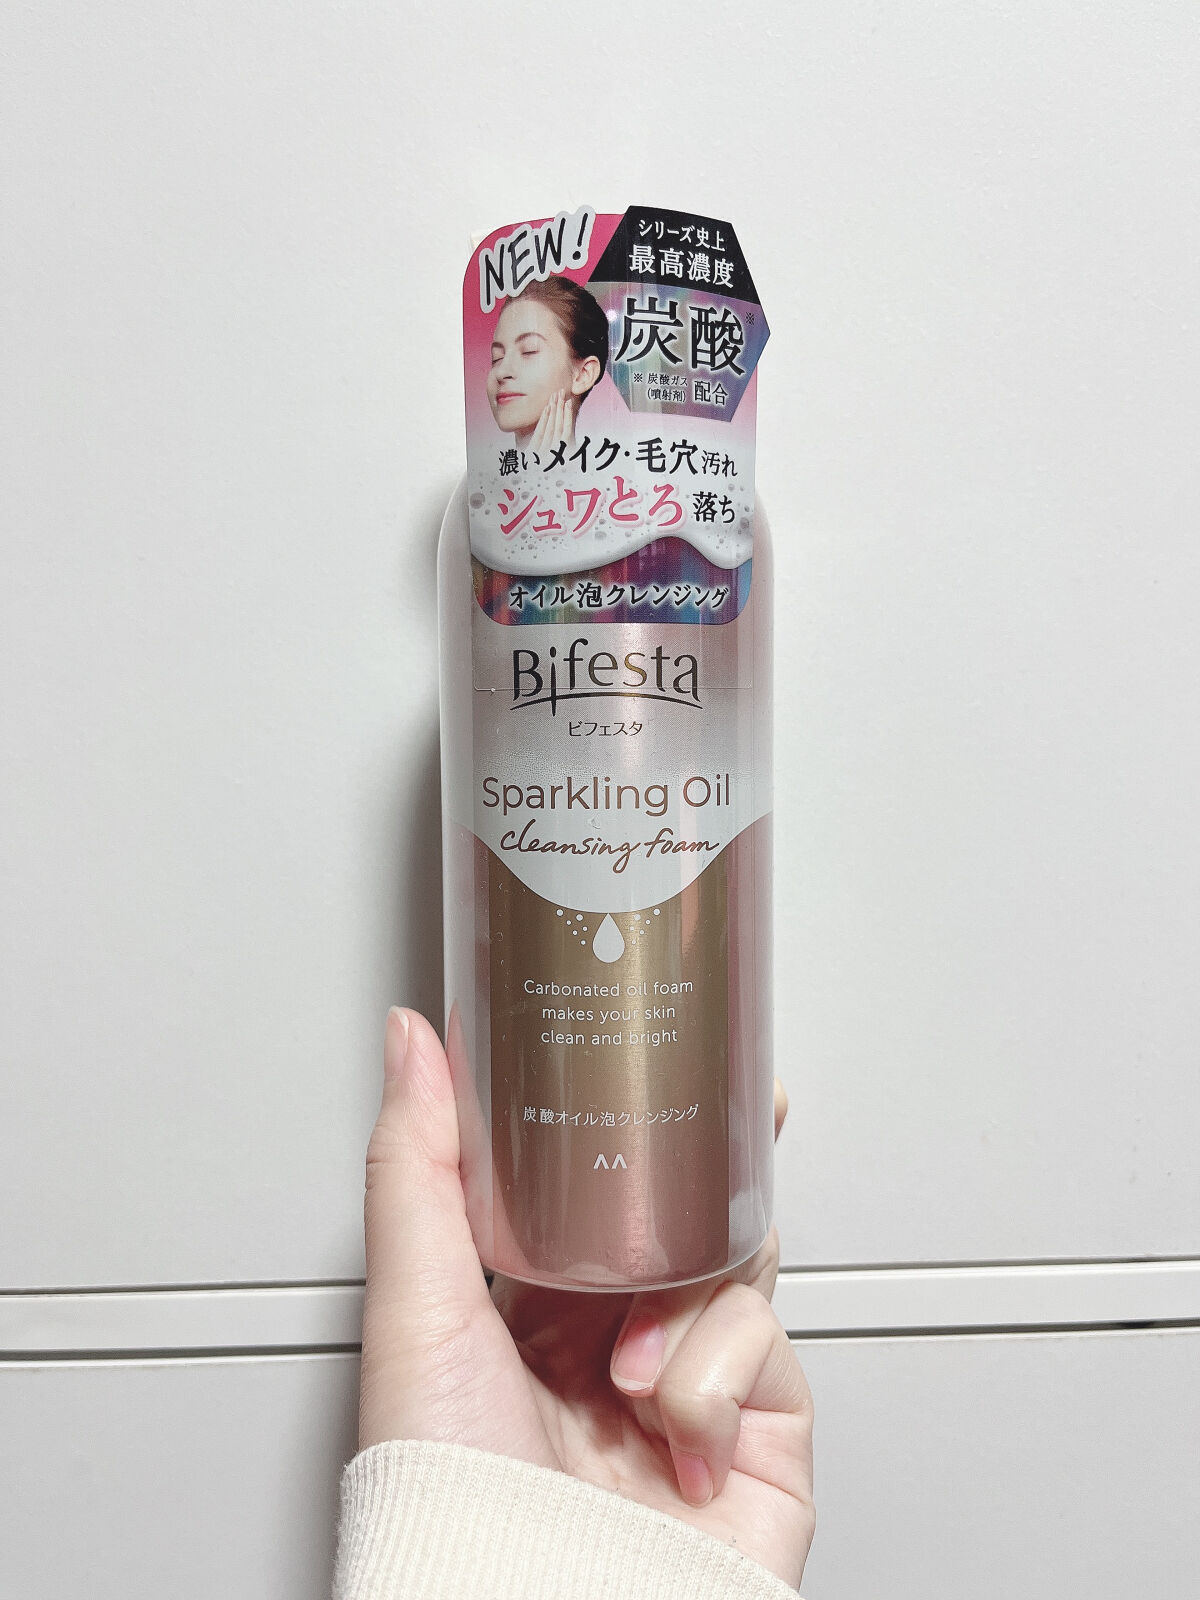 NEW!
シリーズ史上
最高濃度
炭酸※
※炭酸ガス
(噴射剤) 配合
濃いメイク・毛穴汚れ
シュワとろ落ち
オイル泡クレンジング
Bifesta
ビフェスタ
Sparkling Oil
cleansing foam
Carbonated oil foam
makes your skin
clean and bright
炭酸オイル泡クレンジング